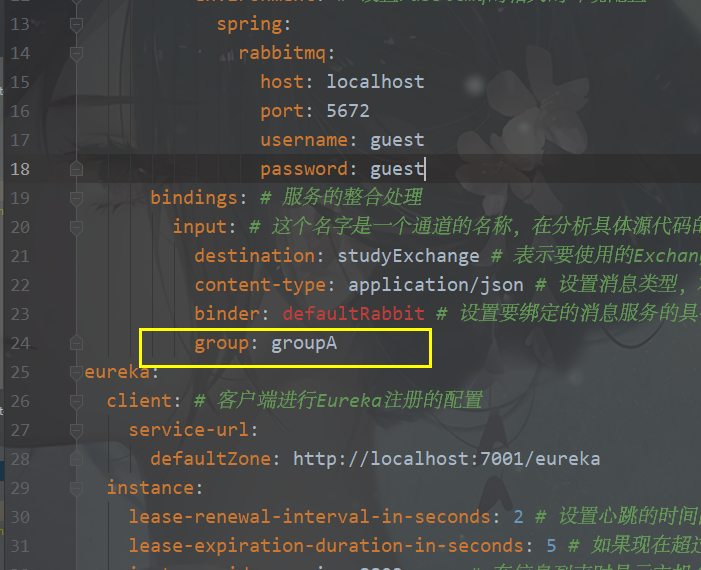 13 spring:
14 rabbitmq:
15 host: localhost
16 port: 5672
17 username: guest
18 password: guest
19 bindings: # 服务的整合处理
20 input: # 这个名字是一个通道的名称，在分析具体源代码的
21 destination: studyExchange # 表示要使用的Exchang
22 content-type: application/json # 设置消息类型，
23 binder: defaultRabbit # 设置要绑定的消息服务的具
24 group: groupA
25 eureka:
26 client: # 客户端进行Eureka注册的配置
27 service-url:
28 defaultZone: http://localhost:7001/eureka
29 instance:
30 lease-renewal-interval-in-seconds: 2 # 设置心跳的时间
31 lease-expiration-duration-in-seconds: 5 # 如果现在超过